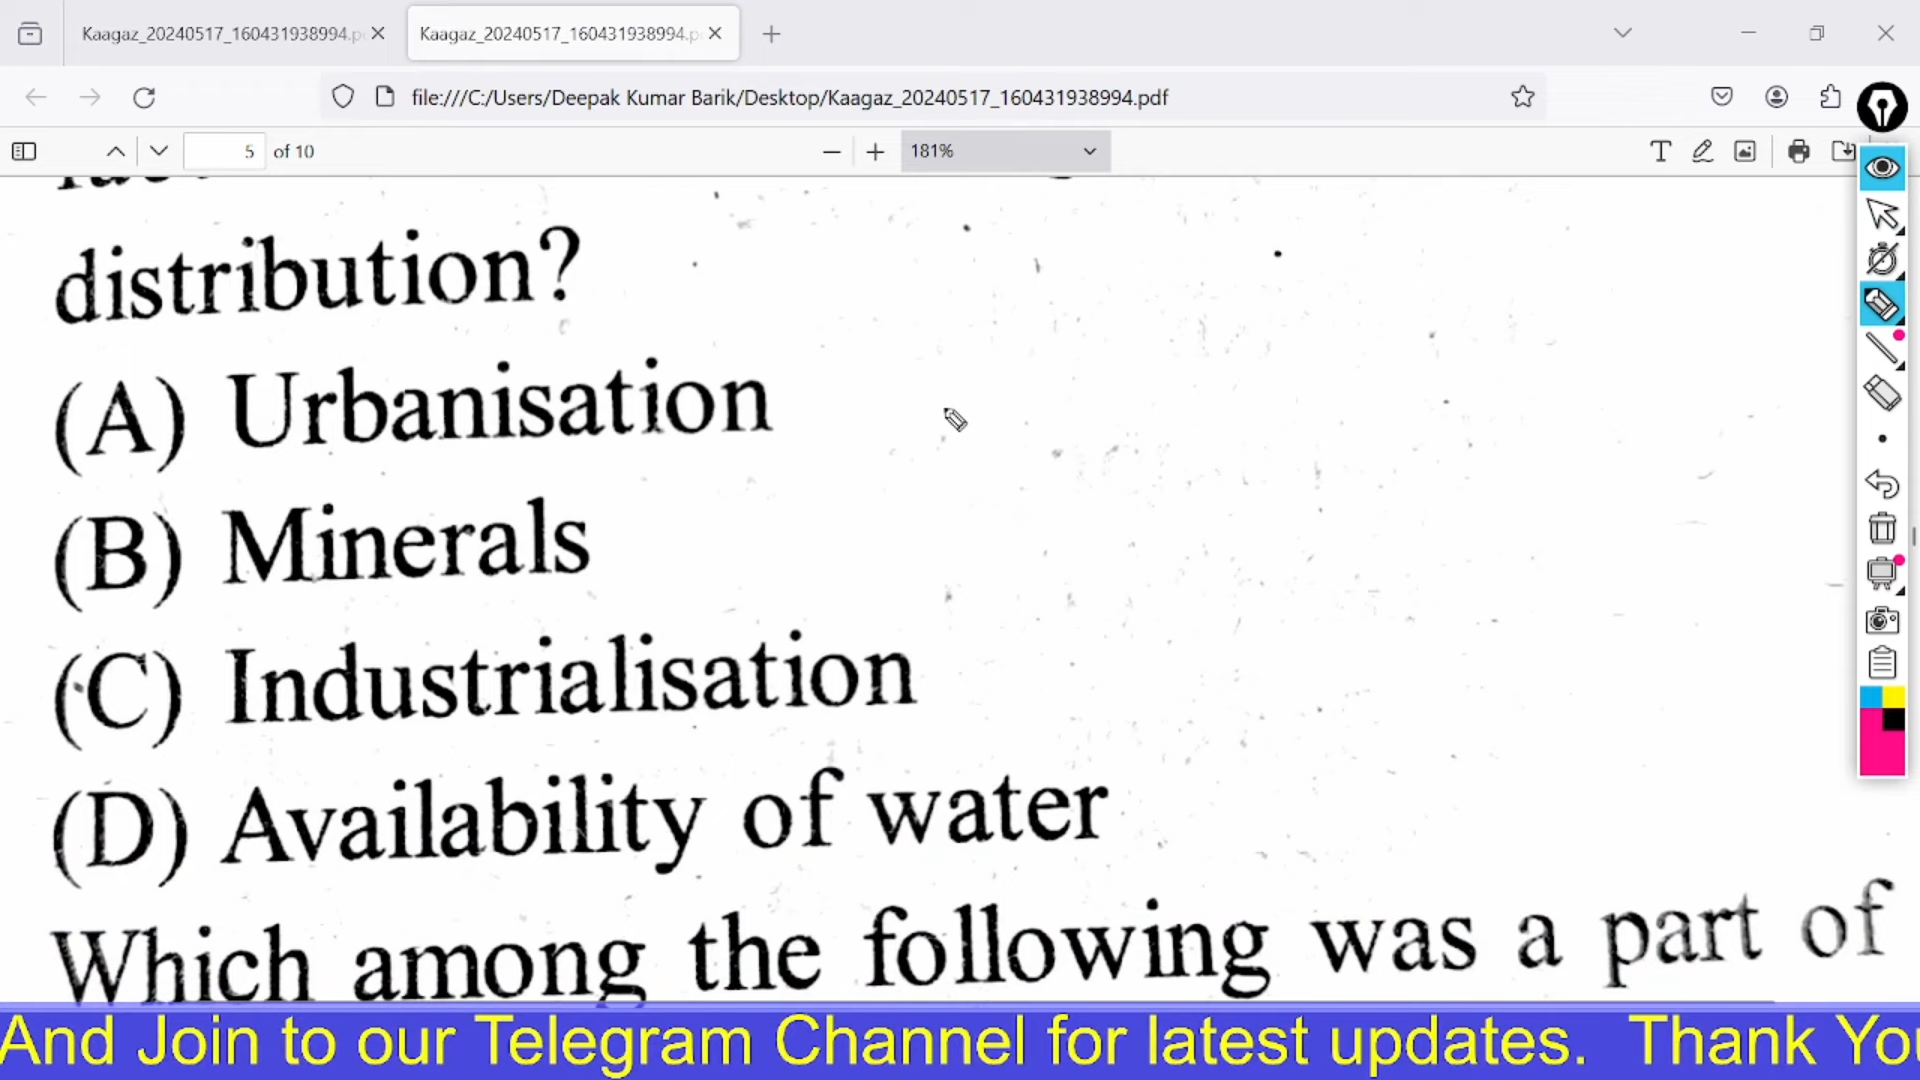 Kaagaz_20240517_160431938994.p
Kaagaz_20240517_160431938994.p
file:///C:/Users/Deepak Kumar Barik/Desktop/Kaagaz_20240517_160431938994.pdf
5 of 10
181%
distribution?
(A) Urbanisation
(B) Minerals
(C) Industrialisation
(D) Availability of water
Which among the following was a part of
And Join to our Telegram Channel for latest updates. Thank Yo